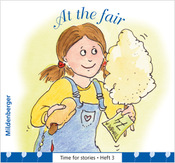 At the fair
Mildenberger
Time for stories • Heft 3